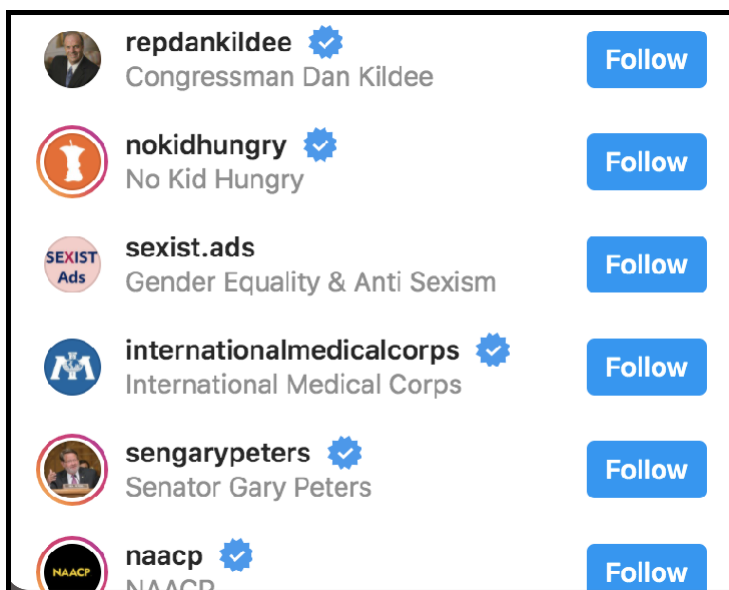 repdankildee
Congressman Dan Kildee
Follow
nokidhungry
No Kid Hungry
Follow
SEXIST
Ads
sexist.ads
Gender Equality & Anti Sexism
Follow
internationalmedicalcorps
International Medical Corps
Follow
sengarypeters
Senator Gary Peters
Follow
NAACP
naacp
NAACP
Follow